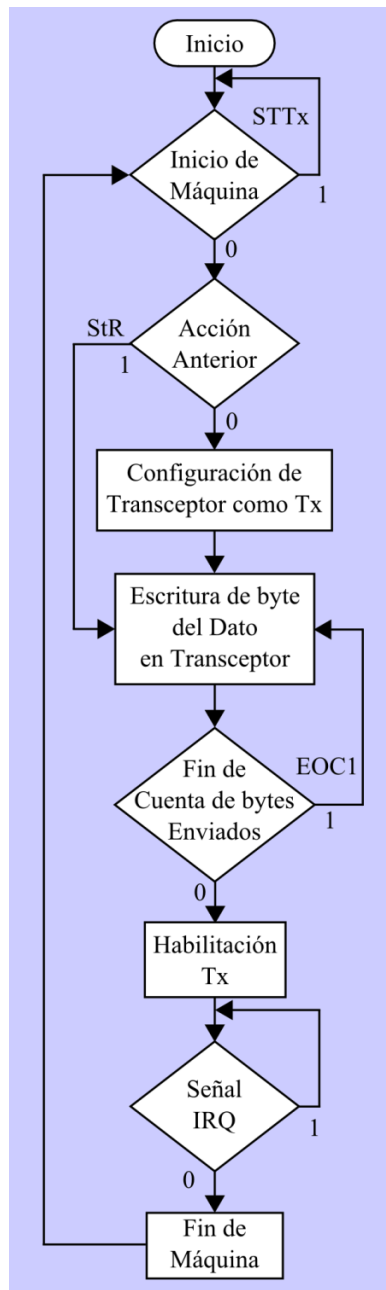 Inicio
STTx
Inicio de
Máquina
1
0
StR
Acción
Anterior
1
0
Configuración de
Transceptor como Tx
Escritura de byte
del Dato
en Transceptor
EOC1
Fin de
Cuenta de bytes
Enviados
1
0
Habilitación
Tx
Señal
IRQ
1
0
Fin de
Máquina